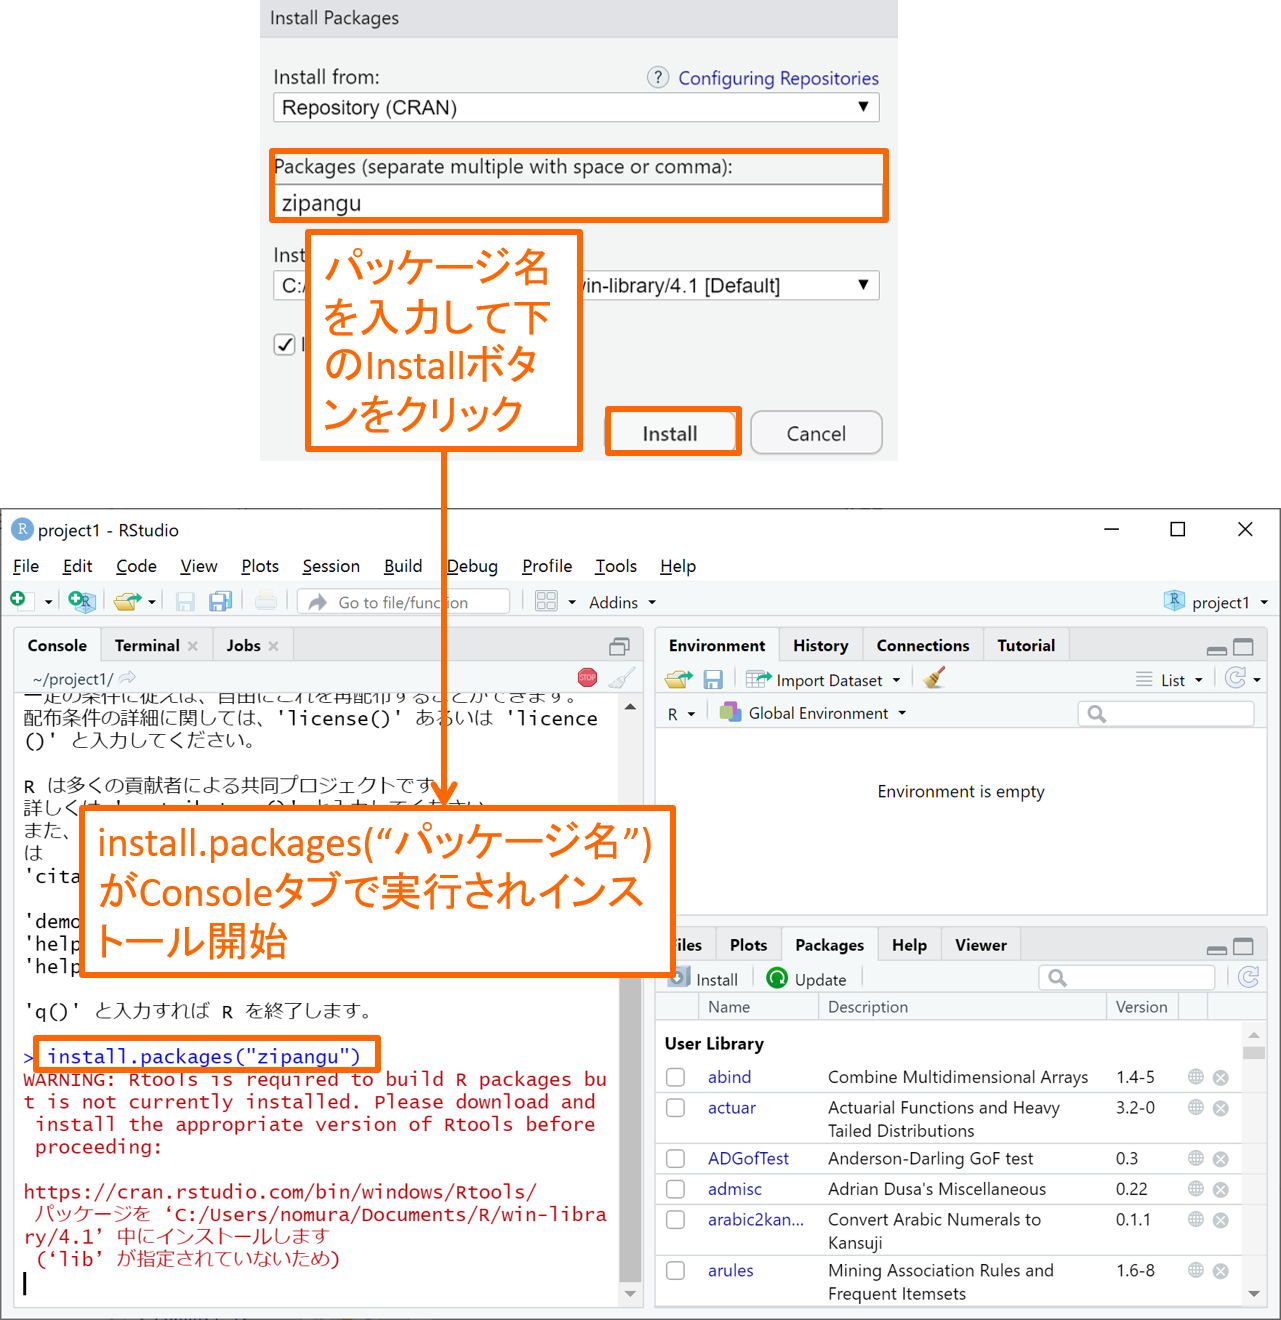 Install Packages
Install from:
? Configuring Repositories
Repository (CRAN)
Packages (separate multiple with space or comma):
zipangu
Inst
C:/
in-library/4.1 [Default]
パッケージ名
を入力して下
のInstallボタ
ンをクリック
Install
Cancel
R project1 - RStudio
File Edit Code View Plots Session Build Debug Profile Tools Help
Go to file/function
Addins
project1
Console Terminal Jobs
~/project1/
STOP
一定の条件に従えば、自由にこれを再配布することができます。
配布条件の詳細に関しては、'license()' あるいは 'licence
()' と入力してください。
R は多くの貢献者による共同プロジェクトです
詳しくは
また、
は
'cita
'demo
'help
'help
install.packages(“パッケージ名”)
がConsoleタブで実行されインス
トール開始
'q()' と入力すれば R を終了します。
> install.packages("zipangu")
WARNING: Rtools is required to build R packages bu
t is not currently installed. Please download and
install the appropriate version of Rtools before
proceeding:
https://cran.rstudio.com/bin/windows/Rtools/
パッケージを ‘C:/Users/nomura/Documents/R/win-libra
ry/4.1’ 中にインストールします
(‘lib’ が指定されていないため)
Environment History Connections Tutorial
Import Dataset
List
R Global Environment
Environment is empty
iles Plots Packages Help Viewer
Install Update
Name Description Version
User Library
abind Combine Multidimensional Arrays 1.4-5
actuar Actuarial Functions and Heavy 3.2-0
Tailed Distributions
ADGofTest Anderson-Darling GoF test 0.3
admisc Adrian Dusa's Miscellaneous 0.22
arabic2kan... Convert Arabic Numerals to 0.1.1
Kansuji
arules Mining Association Rules and 1.6-8
Frequent Itemsets